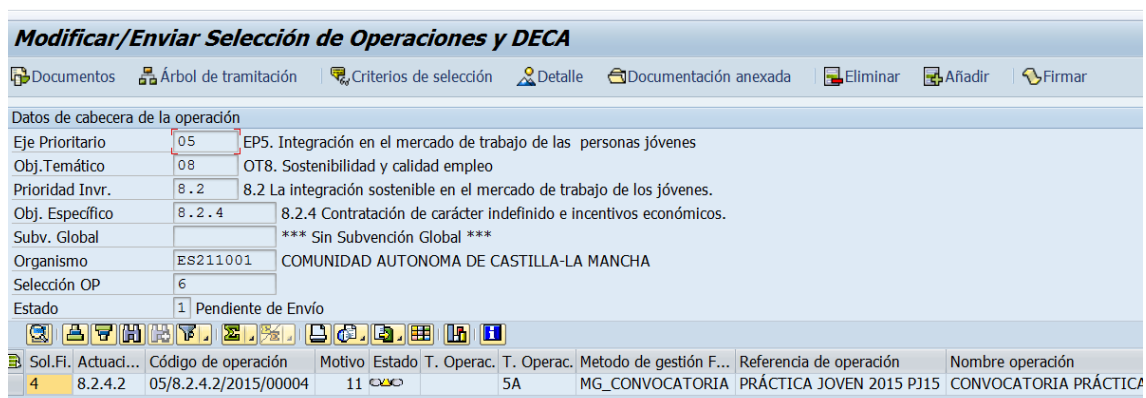 Modificar/Enviar Selección de Operaciones y DECA
Documentos Árbol de tramitación Criterios de selección Detalle Documentación anexada Eliminar Añadir Firmar
Datos de cabecera de la operación
Eje Prioritario 05 EP5. Integración en el mercado de trabajo de las personas jóvenes
Obj.Temático 08 OT8. Sostenibilidad y calidad empleo
Prioridad Invr. 8.2 8.2 La integración sostenible en el mercado de trabajo de los jóvenes.
Obj. Específico 8.2.4 8.2.4 Contratación de carácter indefinido e incentivos económicos.
Subv. Global *** Sin Subvención Global ***
Organismo ES211001 COMUNIDAD AUTONOMA DE CASTILLA-LA MANCHA
Selección OP 6
Estado 1 Pendiente de Envío
Sol.Fi. Actuaci... Código de operación Motivo Estado T. Operac. T. Operac. Metodo de gestión F... Referencia de operación Nombre operación
4 8.2.4.2 05/8.2.4.2/2015/00004 11 5A MG_CONVOCATORIA PRÁCTICA JOVEN 2015 PJ15 CONVOCATORIA PRÁCTICA